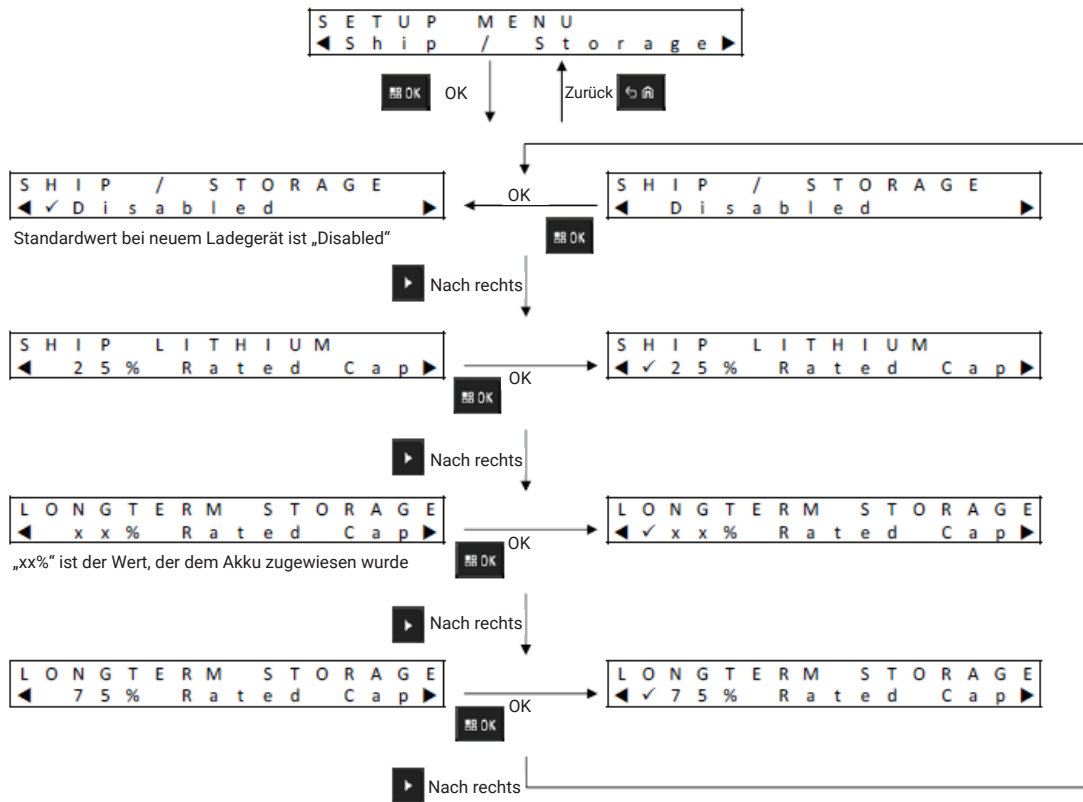 SETUP MENU
◀Ship / Storage▶
OK OK Zurück
SHIP / STORAGE
◀✓Disabled ▶
OK
SHIP / STORAGE
◀ Disabled ▶
Standardwert bei neuem Ladegerät ist „Disabled“
OK
Nach rechts
SHIP LITHIUM
◀ 25% Rated Cap▶
OK
OK
SHIP LITHIUM
◀✓25% Rated Cap▶
Nach rechts
LONGTERM STORAGE
◀ xx% Rated Cap▶
OK
OK
LONGTERM STORAGE
◀✓xx% Rated Cap▶
„xx%“ ist der Wert, der dem Akku zugewiesen wurde
Nach rechts
LONGTERM STORAGE
◀ 75% Rated Cap▶
OK
OK
LONGTERM STORAGE
◀✓75% Rated Cap▶
Nach rechts